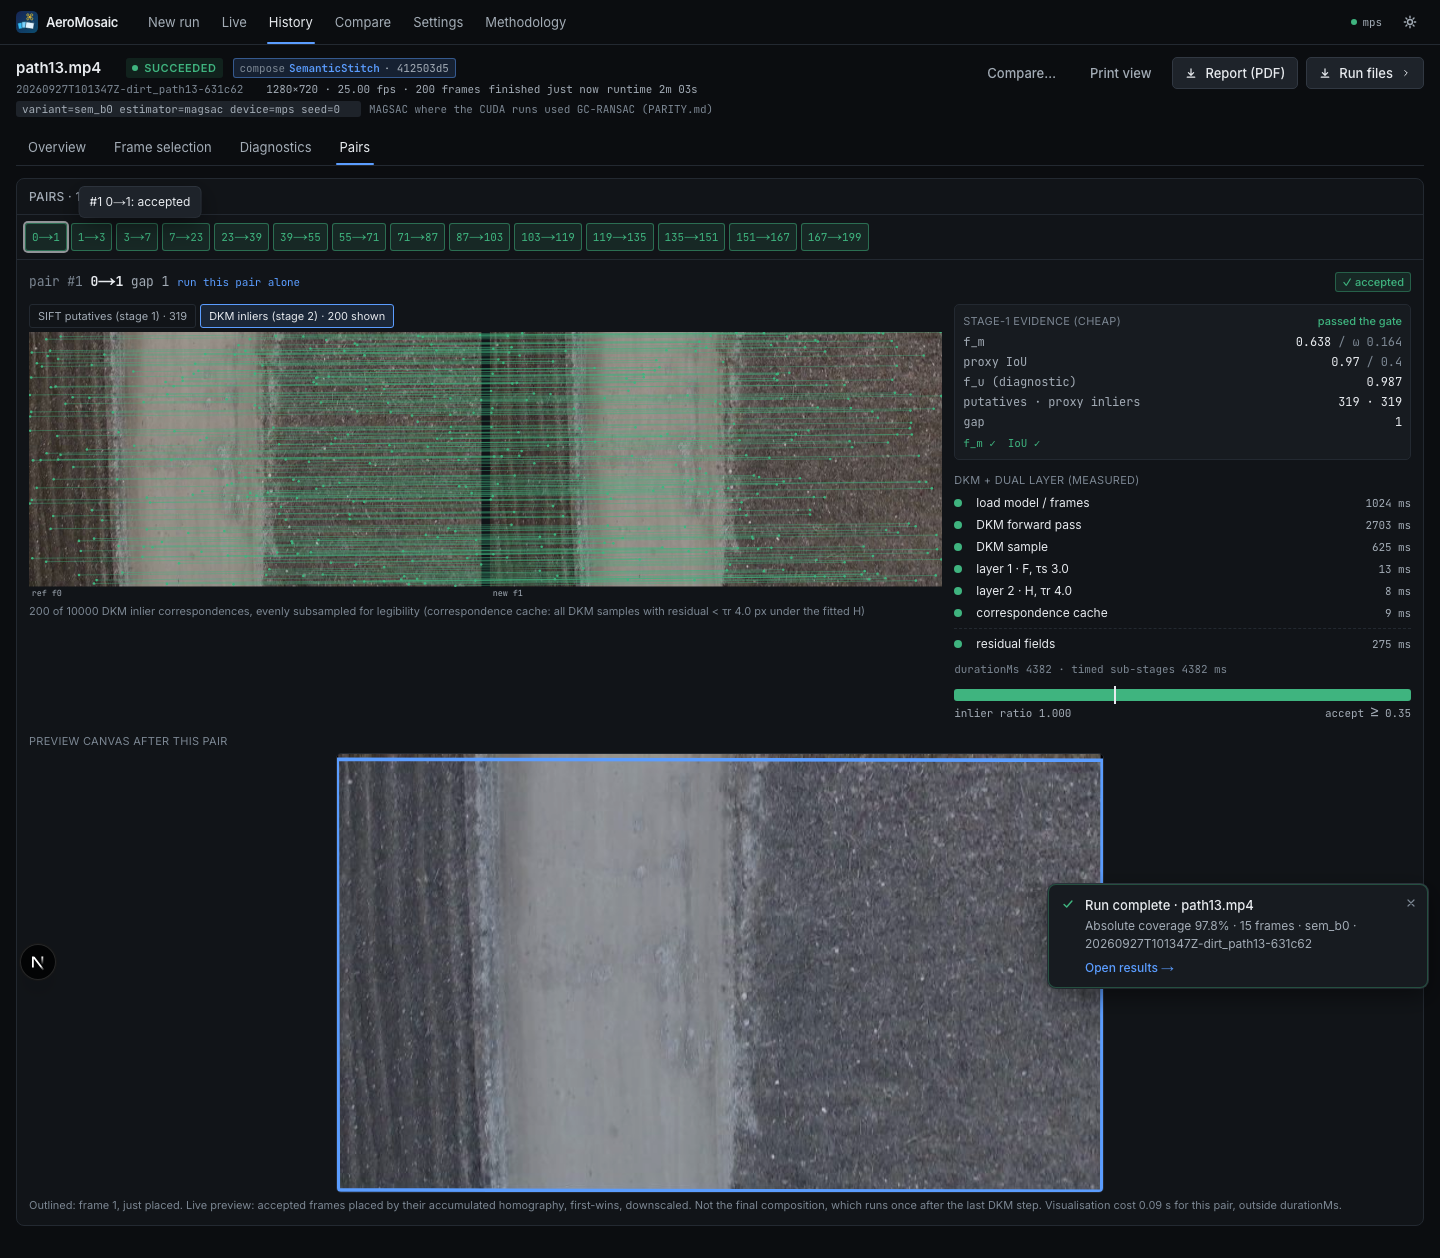 AeroMosaic
New run
Live
History
Compare
Settings
Methodology
mps
path13.mp4
SUCCEEDED
compose SemanticStitch · 412503d5
Compare...
Print view
Report (PDF)
Run files
20260927T101347Z-dirt_path13-631c62 1280×720 · 25.00 fps · 200 frames finished just now runtime 2m 03s
variant=sem_b0 estimator=magsac device=mps seed=0 MAGSAC where the CUDA runs used GC-RANSAC (PARITY.md)
Overview
Frame selection
Diagnostics
Pairs
PAIRS ·
#1 0→1: accepted
0→1
1→3
3→7
7→23
23→39
39→55
55→71
71→87
87→103
103→119
119→135
135→151
151→167
167→199
pair #1 0→1 gap 1 run this pair alone
✓ accepted
SIFT putatives (stage 1) · 319
DKM inliers (stage 2) · 200 shown
ref f0
new f1
200 of 10000 DKM inlier correspondences, evenly subsampled for legibility (correspondence cache: all DKM samples with residual < τr 4.0 px under the fitted H)
STAGE-1 EVIDENCE (CHEAP) passed the gate
f_m 0.638 / ω 0.164
proxy IoU 0.97 / 0.4
f_υ (diagnostic) 0.987
putatives · proxy inliers 319 · 319
gap 1
f_m ✓ IoU ✓
DKM + DUAL LAYER (MEASURED)
load model / frames 1024 ms
DKM forward pass 2703 ms
DKM sample 625 ms
layer 1 · F, τs 3.0 13 ms
layer 2 · H, τr 4.0 8 ms
correspondence cache 9 ms
residual fields 275 ms
durationMs 4382 · timed sub-stages 4382 ms
inlier ratio 1.000 accept ≥ 0.35
PREVIEW CANVAS AFTER THIS PAIR
Run complete · path13.mp4
Absolute coverage 97.8% · 15 frames · sem_b0 ·
20260927T101347Z-dirt_path13-631c62
Open results →
N
Outlined: frame 1, just placed. Live preview: accepted frames placed by their accumulated homography, first-wins, downscaled. Not the final composition, which runs once after the last DKM step. Visualisation cost 0.09 s for this pair, outside durationMs.